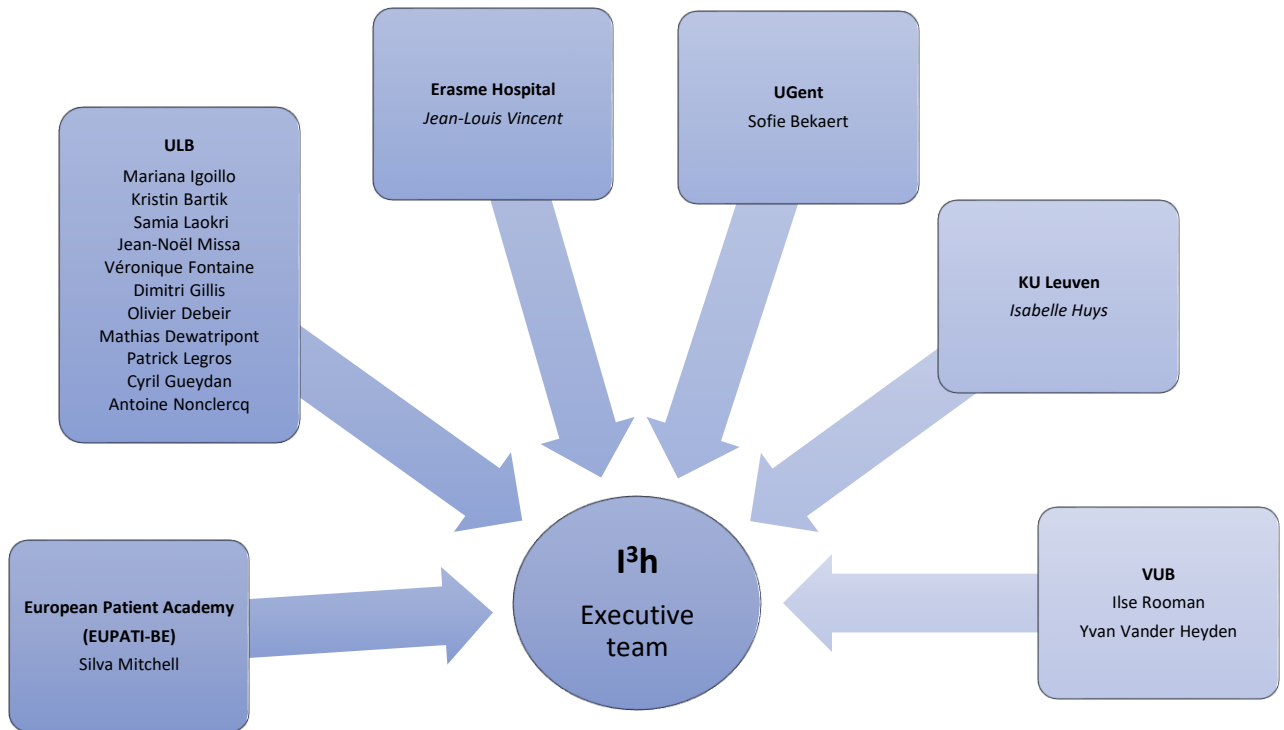 Erasme Hospital
Jean-Louis Vincent
UGent
Sofie Bekaert
ULB
Mariana Igoillo
Kristin Bartik
Samia Laokri
Jean-Noël Missa
Véronique Fontaine
Dimitri Gillis
Olivier Debeir
Mathias Dewatripont
Patrick Legros
Cyril Gueydan
Antoine Nonclercq
KU Leuven
Isabelle Huys
European Patient Academy
(EUPATI-BE)
Silva Mitchell
I³h
Executive
team
VUB
Ilse Rooman
Yvan Vander Heyden